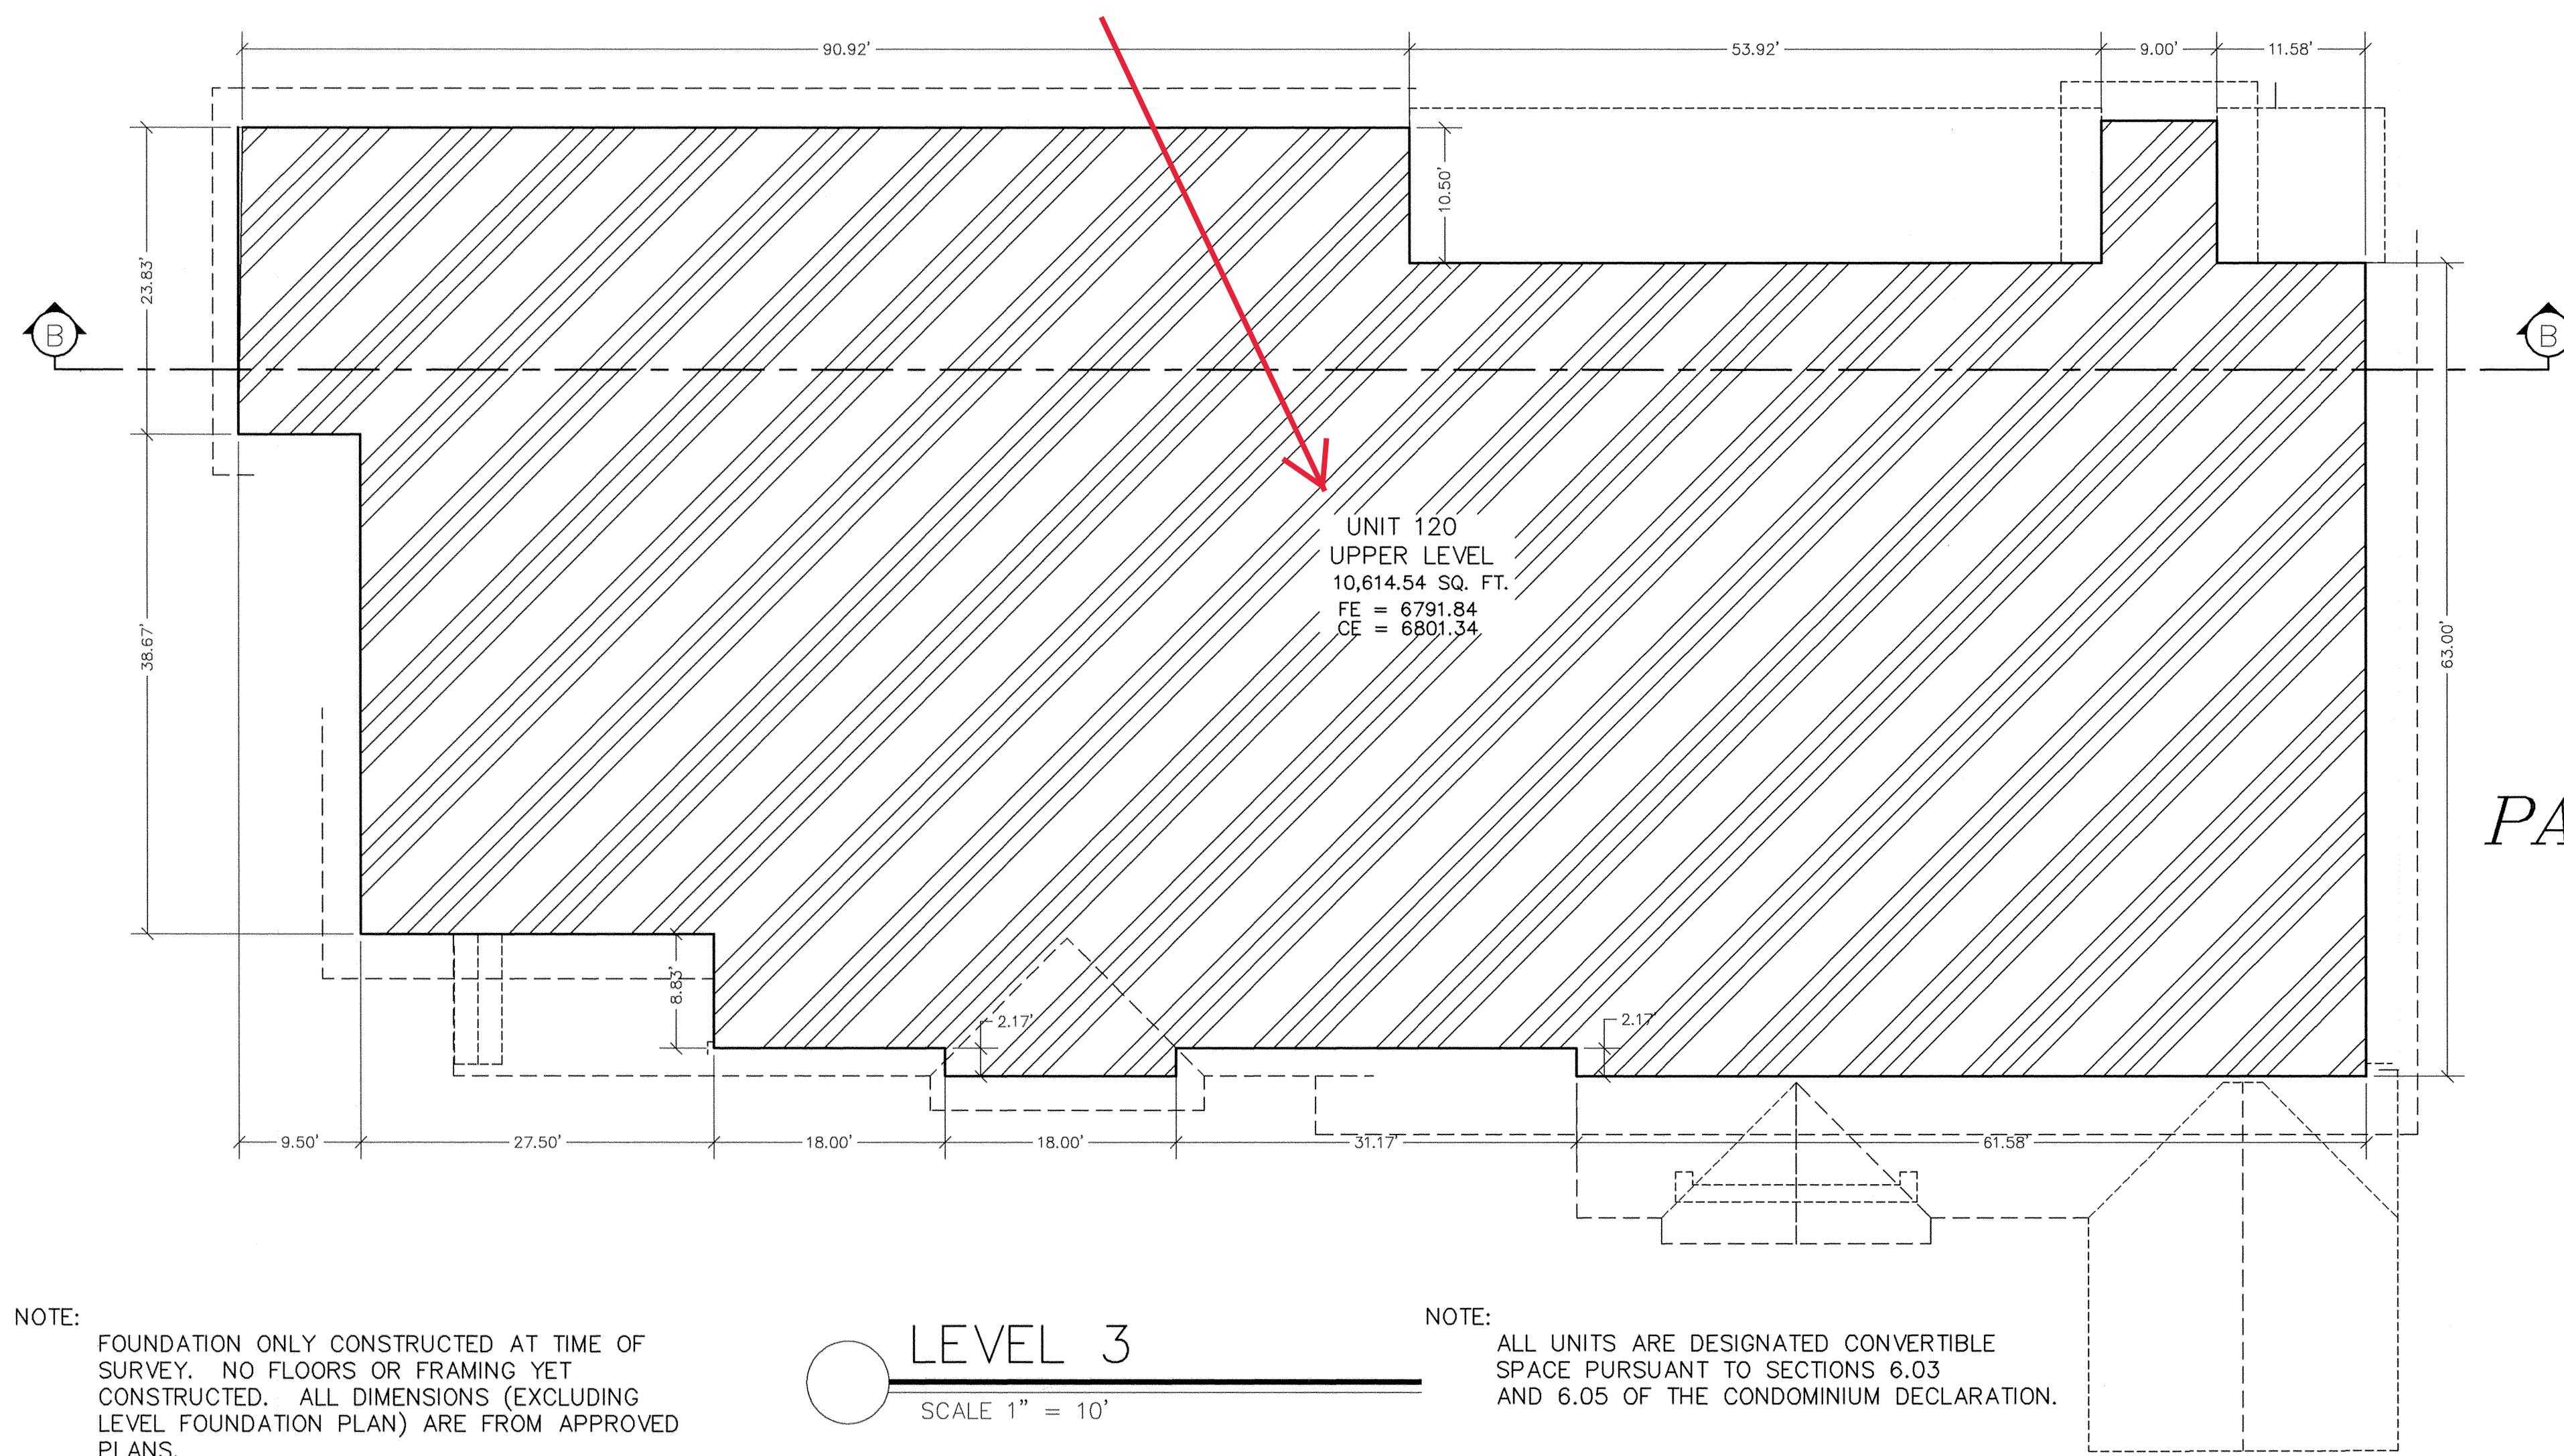 90.92'
53.92'
9.00'
11.58'
10.50'
23.83'
B
B
UNIT 120
UPPER LEVEL
10,614.54 SQ. FT.
FE = 6791.84
CE = 6801.34
38.67'
63.00'
PA
8.83'
2.17'
2.17'
9.50'
27.50'
18.00'
18.00'
31.17'
61.58'
NOTE:
FOUNDATION ONLY CONSTRUCTED AT TIME OF
SURVEY. NO FLOORS OR FRAMING YET
CONSTRUCTED. ALL DIMENSIONS (EXCLUDING
LEVEL FOUNDATION PLAN) ARE FROM APPROVED
PLANS.
LEVEL 3
SCALE 1" = 10'
NOTE:
ALL UNITS ARE DESIGNATED CONVERTIBLE
SPACE PURSUANT TO SECTIONS 6.03
AND 6.05 OF THE CONDOMINIUM DECLARATION.